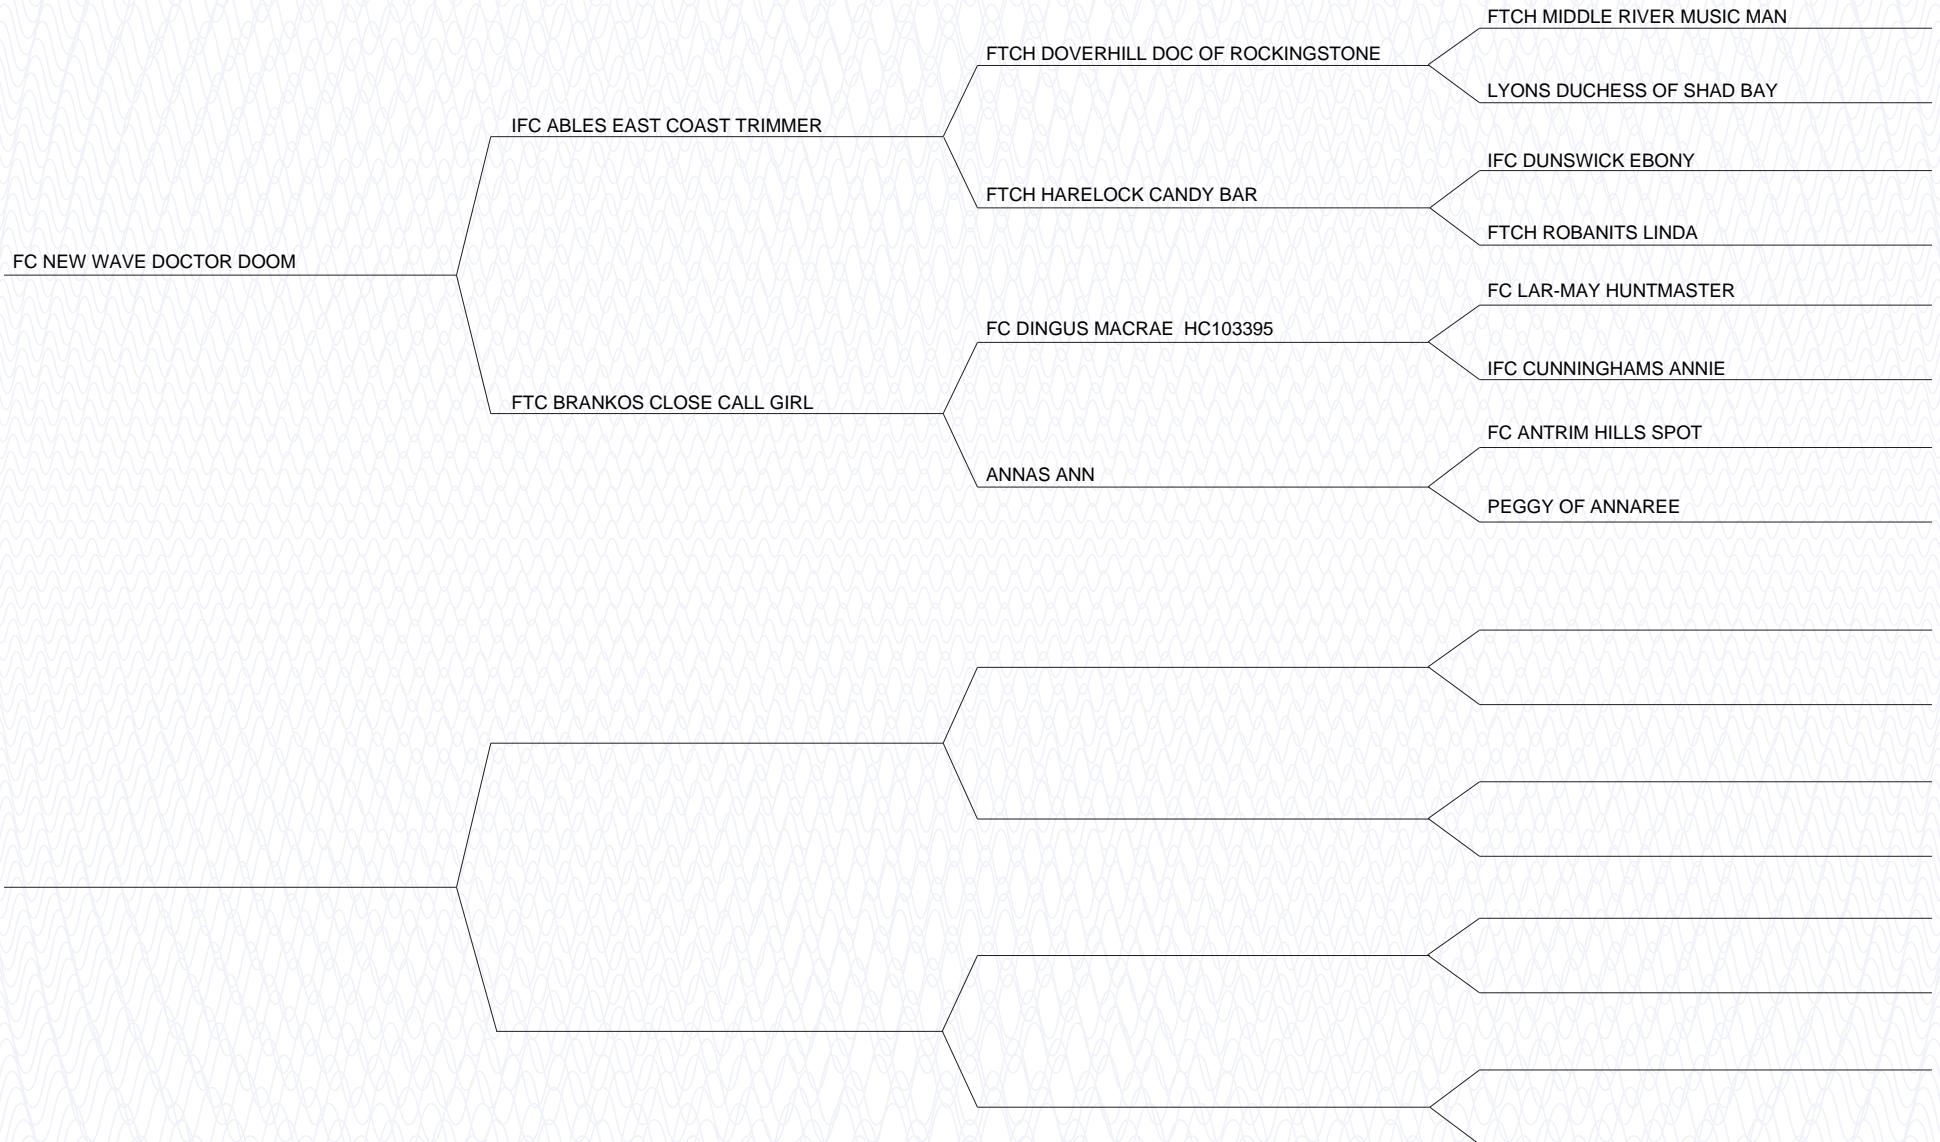 FTCH MIDDLE RIVER MUSIC MAN
FTCH DOVERHILL DOC OF ROCKINGSTONE
LYONS DUCHESS OF SHAD BAY
IFC ABLES EAST COAST TRIMMER
IFC DUNSWICK EBONY
FTCH HARELOCK CANDY BAR
FTCH ROBANITS LINDA
FC NEW WAVE DOCTOR DOOM
FC LAR-MAY HUNTMASTER
FC DINGUS MACRAE  HC103395
IFC CUNNINGHAMS ANNIE
FTC BRANKOS CLOSE CALL GIRL
FC ANTRIM HILLS SPOT
ANNAS ANN
PEGGY OF ANNAREE